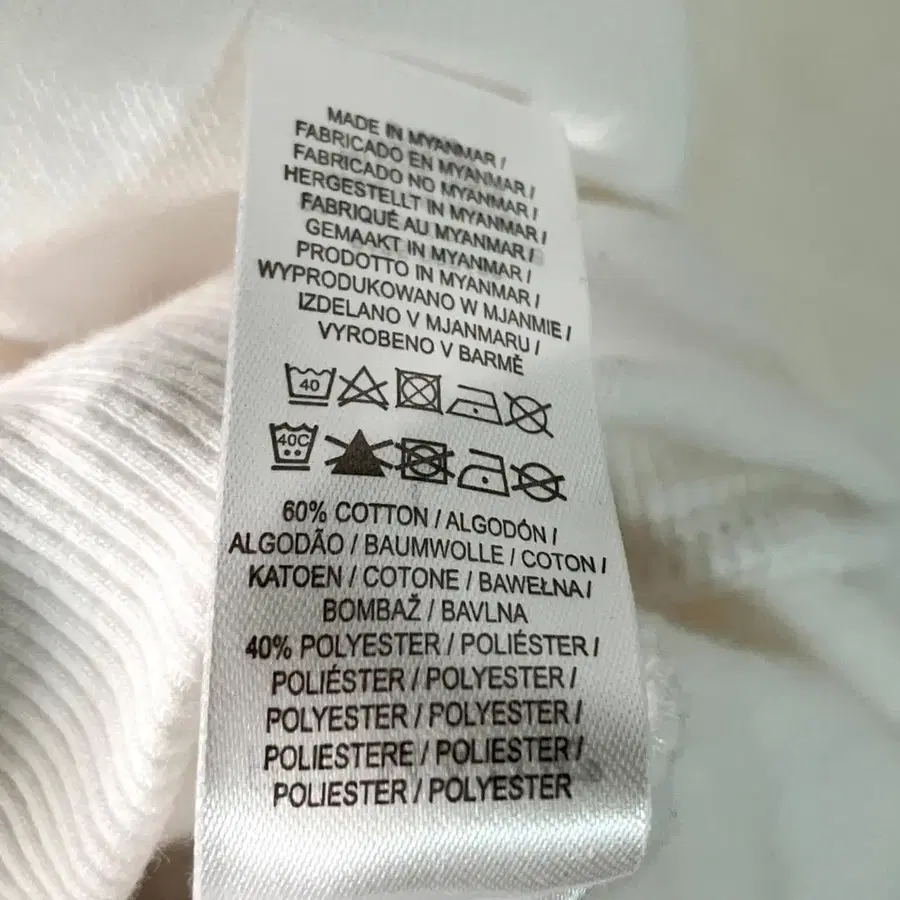 MADE IN MYANMAR /
FABRICADO EN MYANMAR /
FABRICADO NO MYANMAR /
HERGESTELLT IN MYANMAR /
FABRIQUÉ AU MYANMAR /
GEMAAKT IN MYANMAR /
PRODOTTO IN MYANMAR /
WYPRODUKOWANO W MJANMIE /
IZDELANO V MJANMARU /
VYROBENO V BARMĚ
40
40C
60% COTTON / ALGODÓN /
ALGODÃO / BAUMWOLLE / COTON /
KATOEN / COTONE / BAWEŁNA /
BOMBAŽ / BAVLNA
40% POLYESTER / POLIÉSTER /
POLIÉSTER / POLYESTER /
POLYESTER / POLYESTER /
POLIESTERE / POLIESTER /
POLIESTER / POLYESTER